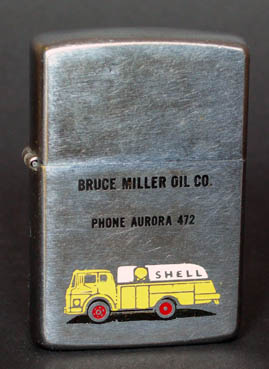 BRUCE MILLER OIL CO.
PHONE AURORA 472
SHELL